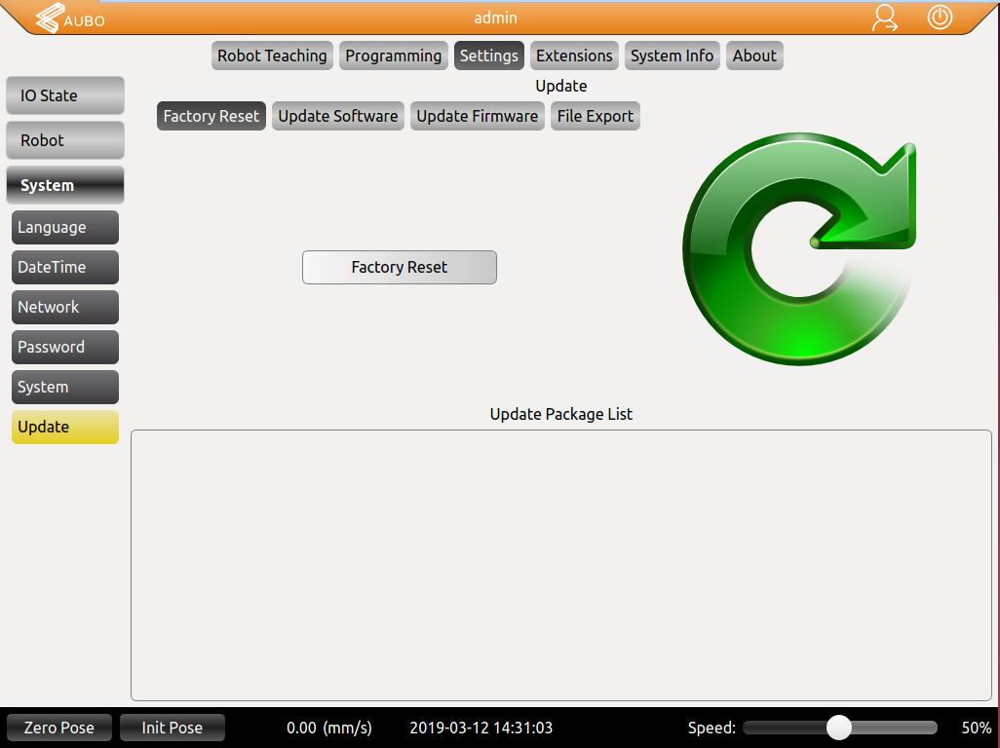 AUBO
admin
Robot Teaching Programming Settings Extensions System Info About
IO State
Robot
System
Language
DateTime
Network
Password
System
Update
Update
Factory Reset Update Software Update Firmware File Export
Factory Reset
Update Package List
Zero Pose Init Pose 0.00 (mm/s) 2019-03-12 14:31:03 Speed: 50%